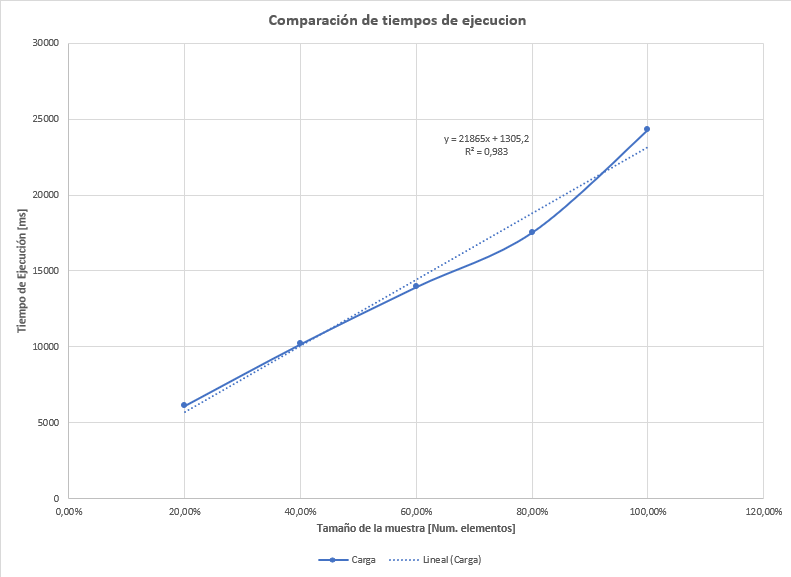 Comparación de tiempos de ejecucion
30000
25000
20000
15000
10000
5000
0
Tiempo de Ejecución [ms]
y = 21865x + 1305,2
R² = 0,983
0,00%
20,00%
40,00%
60,00%
80,00%
100,00%
120,00%
Tamaño de la muestra [Num. elementos]
Carga
Lineal (Carga)